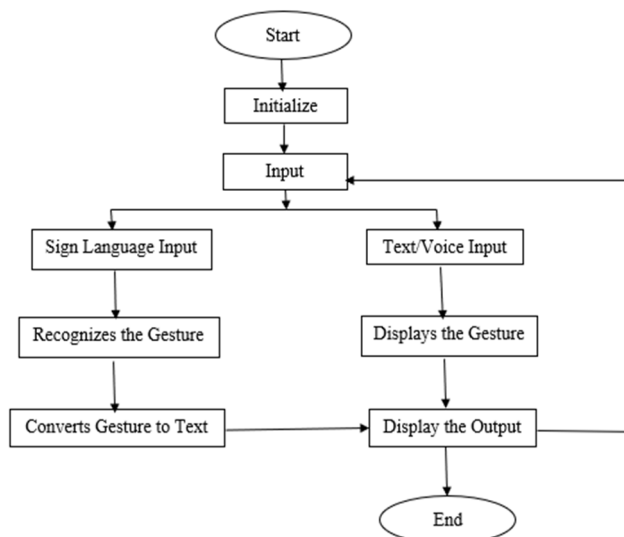 Start
Initialize
Input
Sign Language Input
Text/Voice Input
Recognizes the Gesture
Displays the Gesture
Converts Gesture to Text
Display the Output
End